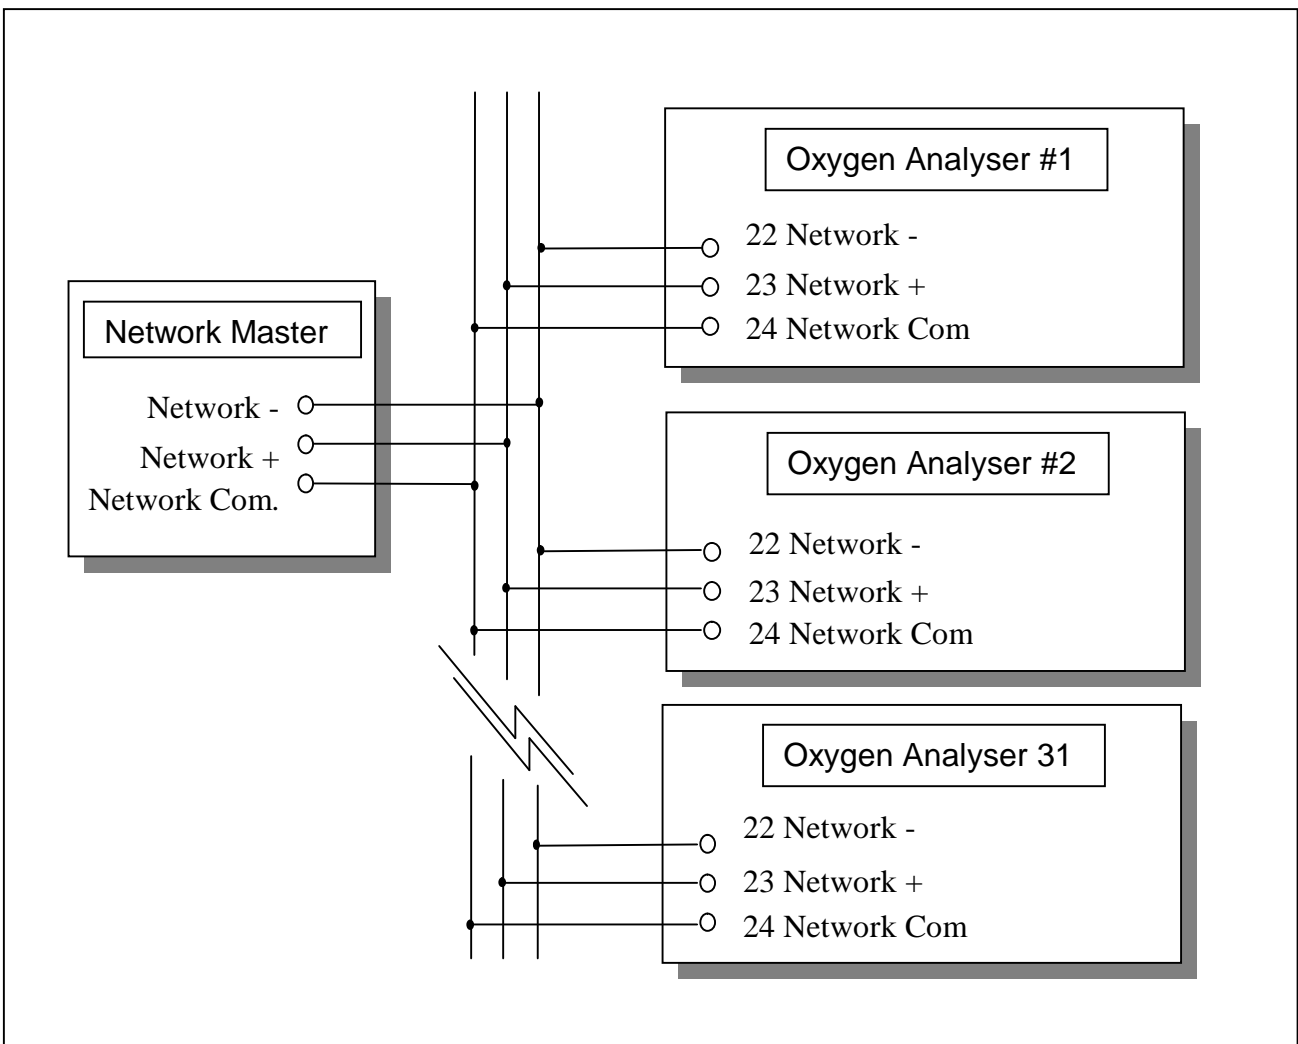 Network Master
Network -
Network +
Network Com.
Oxygen Analyser #1
22 Network -
23 Network +
24 Network Com
Oxygen Analyser #2
22 Network -
23 Network +
24 Network Com
Oxygen Analyser 31
22 Network -
23 Network +
24 Network Com